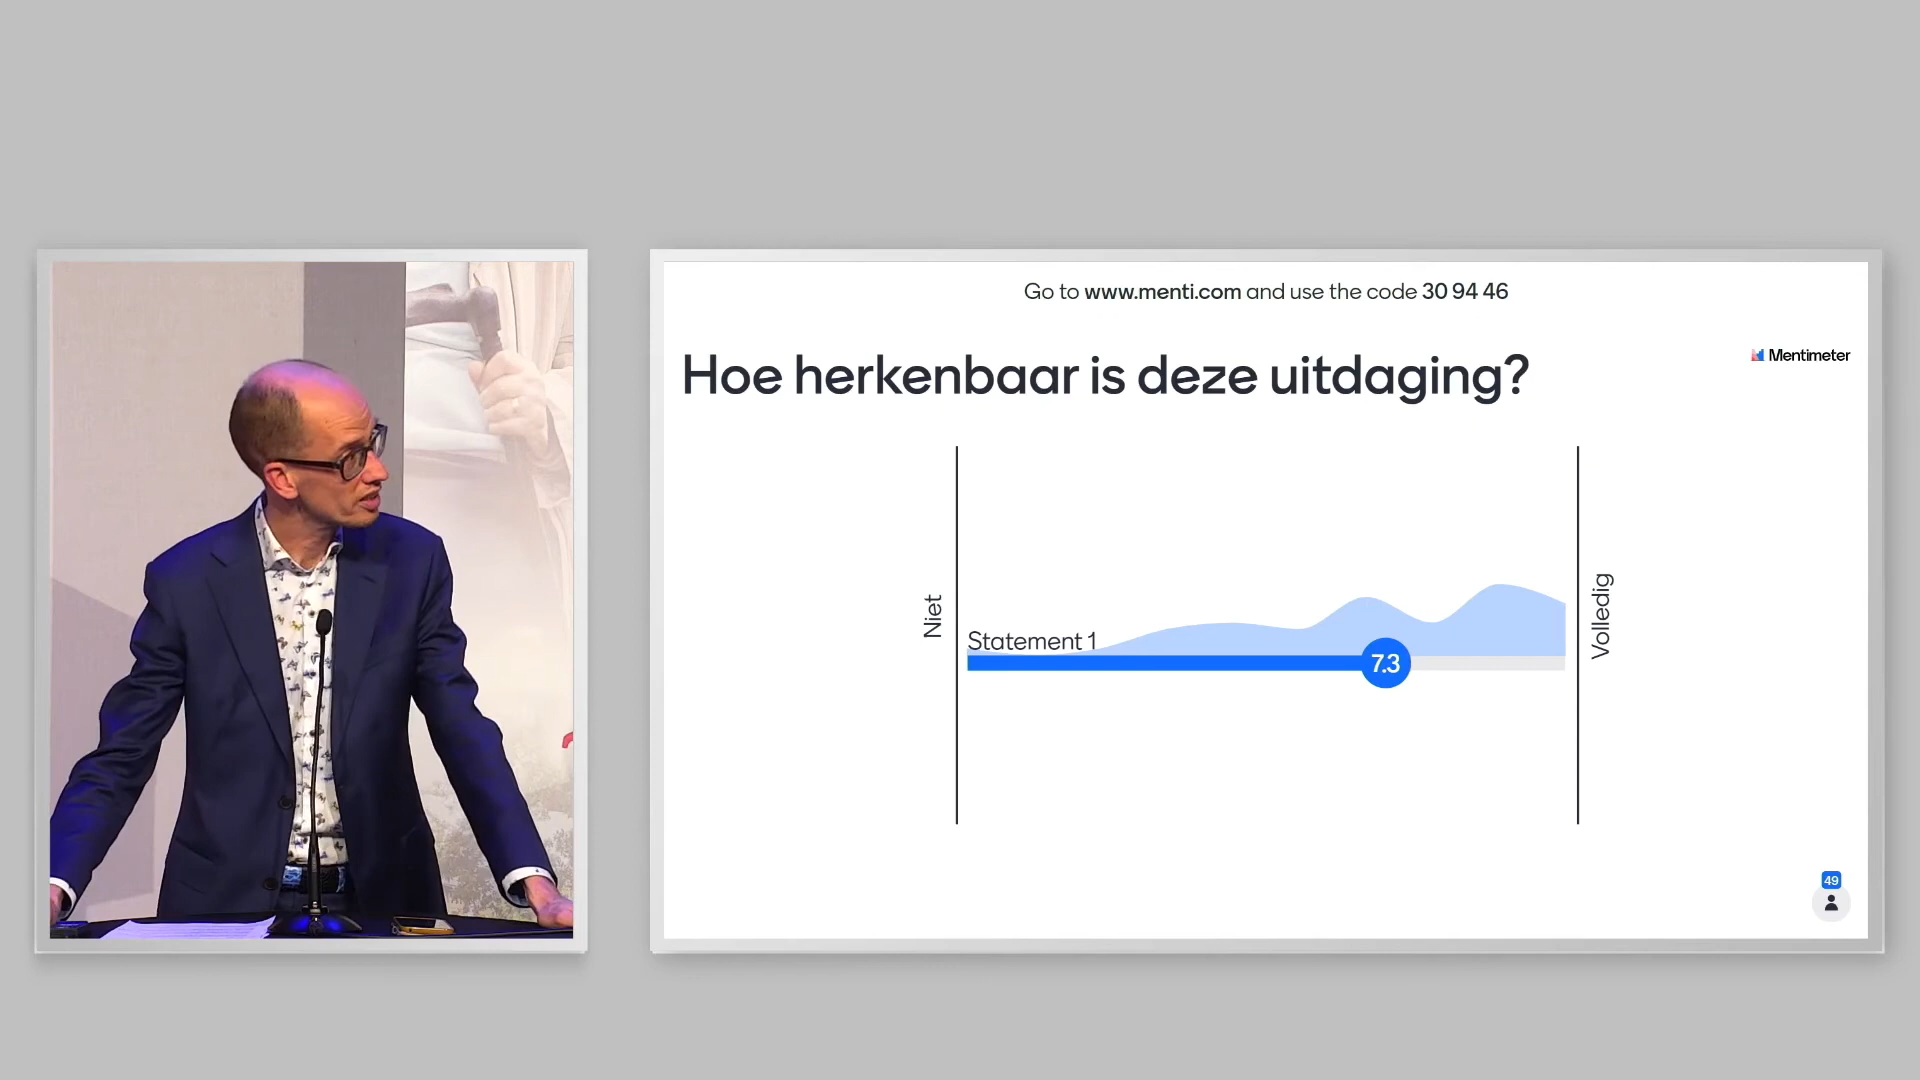 Go to www.menti.com and use the code 30 94 46
Mentimeter
Hoe herkenbaar is deze uitdaging?
Niet
Statement 1
7.3
Volledig
49